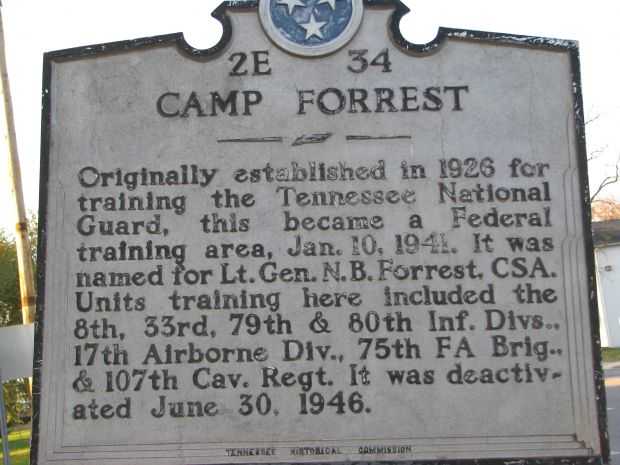 2E 34
CAMP FORREST
Originally established in 1926 for
training the Tennessee National
Guard, this became a Federal
training area, Jan. 10, 1941. It was
named for Lt. Gen. N. B. Forrest, CSA.
Units training here included the
8th, 33rd, 79th & 80th Inf. Divs.,
17th Airborne Div., 75th FA Brig.,
& 107th Cav. Regt. It was deactiv-
ated June 30, 1946.
TENNESSEE HISTORICAL COMMISSION